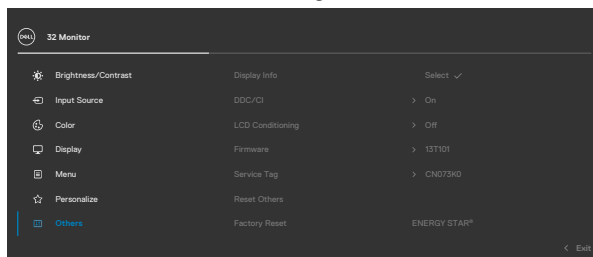 DELL 32 Monitor
Brightness/Contrast Display Info Select ✓
Input Source DDC/CI > On
Color LCD Conditioning > Off
Display Firmware > 13T101
Menu Service Tag > CN073K0
Personalize Reset Others
Others Factory Reset ENERGY STAR®
< Exit